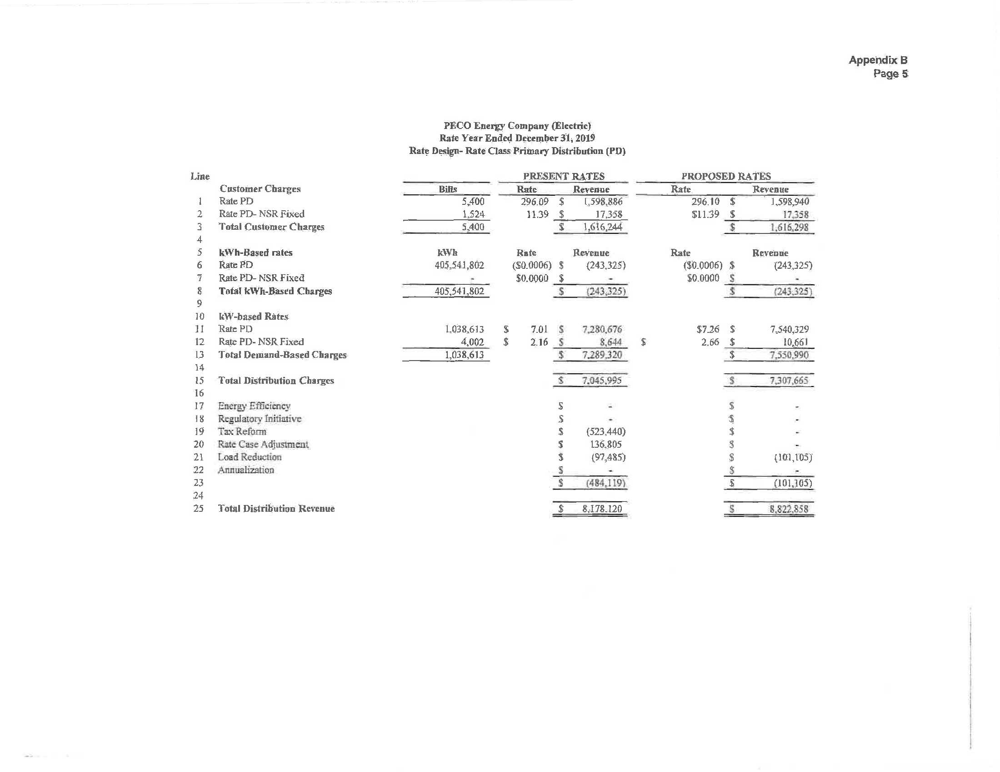 Appendix B
Page 5
PECO Energy Company (Electric)
Rate Year Ended December 31, 2019
Rate Design- Rate Class Primary Distribution (PD)
Line PRESENT RATES PROPOSED RATES
Customer Charges Bills Rate Revenue Rate Revenue
1 Rate PD 5,400 296.09 $ 1,598,886 296.10 $ 1,598,940
2 Rate PD- NSR Fixed 1,524 11.39 $ 17,358 $11.39 $ 17,358
3 Total Customer Charges 5,400 $ 1,616,244 $ 1,616,298
4
5 kWh-Based rates kWh Rate Revenue Rate Revenue
6 Rate PD 405,541,802 ($0.0006) $ (243,325) ($0.0006) $ (243,325)
7 Rate PD- NSR Fixed - $0.0000 $ - $0.0000 $ -
8 Total kWh-Based Charges 405,541,802 $ (243,325) $ (243,325)
9
10 kW-based Rates
11 Rate PD 1,038,613 $ 7.01 $ 7,280,676 $7.26 $ 7,540,329
12 Rate PD- NSR Fixed 4,002 $ 2.16 $ 8,644 $ 2.66 $ 10,661
13 Total Demand-Based Charges 1,038,613 $ 7,289,320 $ 7,550,990
14
15 Total Distribution Charges $ 7,045,995 $ 7,307,665
16
17 Energy Efficiency $ - $ -
18 Regulatory Initiative $ - $ -
19 Tax Reform $ (523,440) $ -
20 Rate Case Adjustment $ 136,805 $ -
21 Load Reduction $ (97,485) $ (101,105)
22 Annualization $ - $ -
23 $ (484,119) $ (101,105)
24
25 Total Distribution Revenue $ 8,178,120 $ 8,822,858